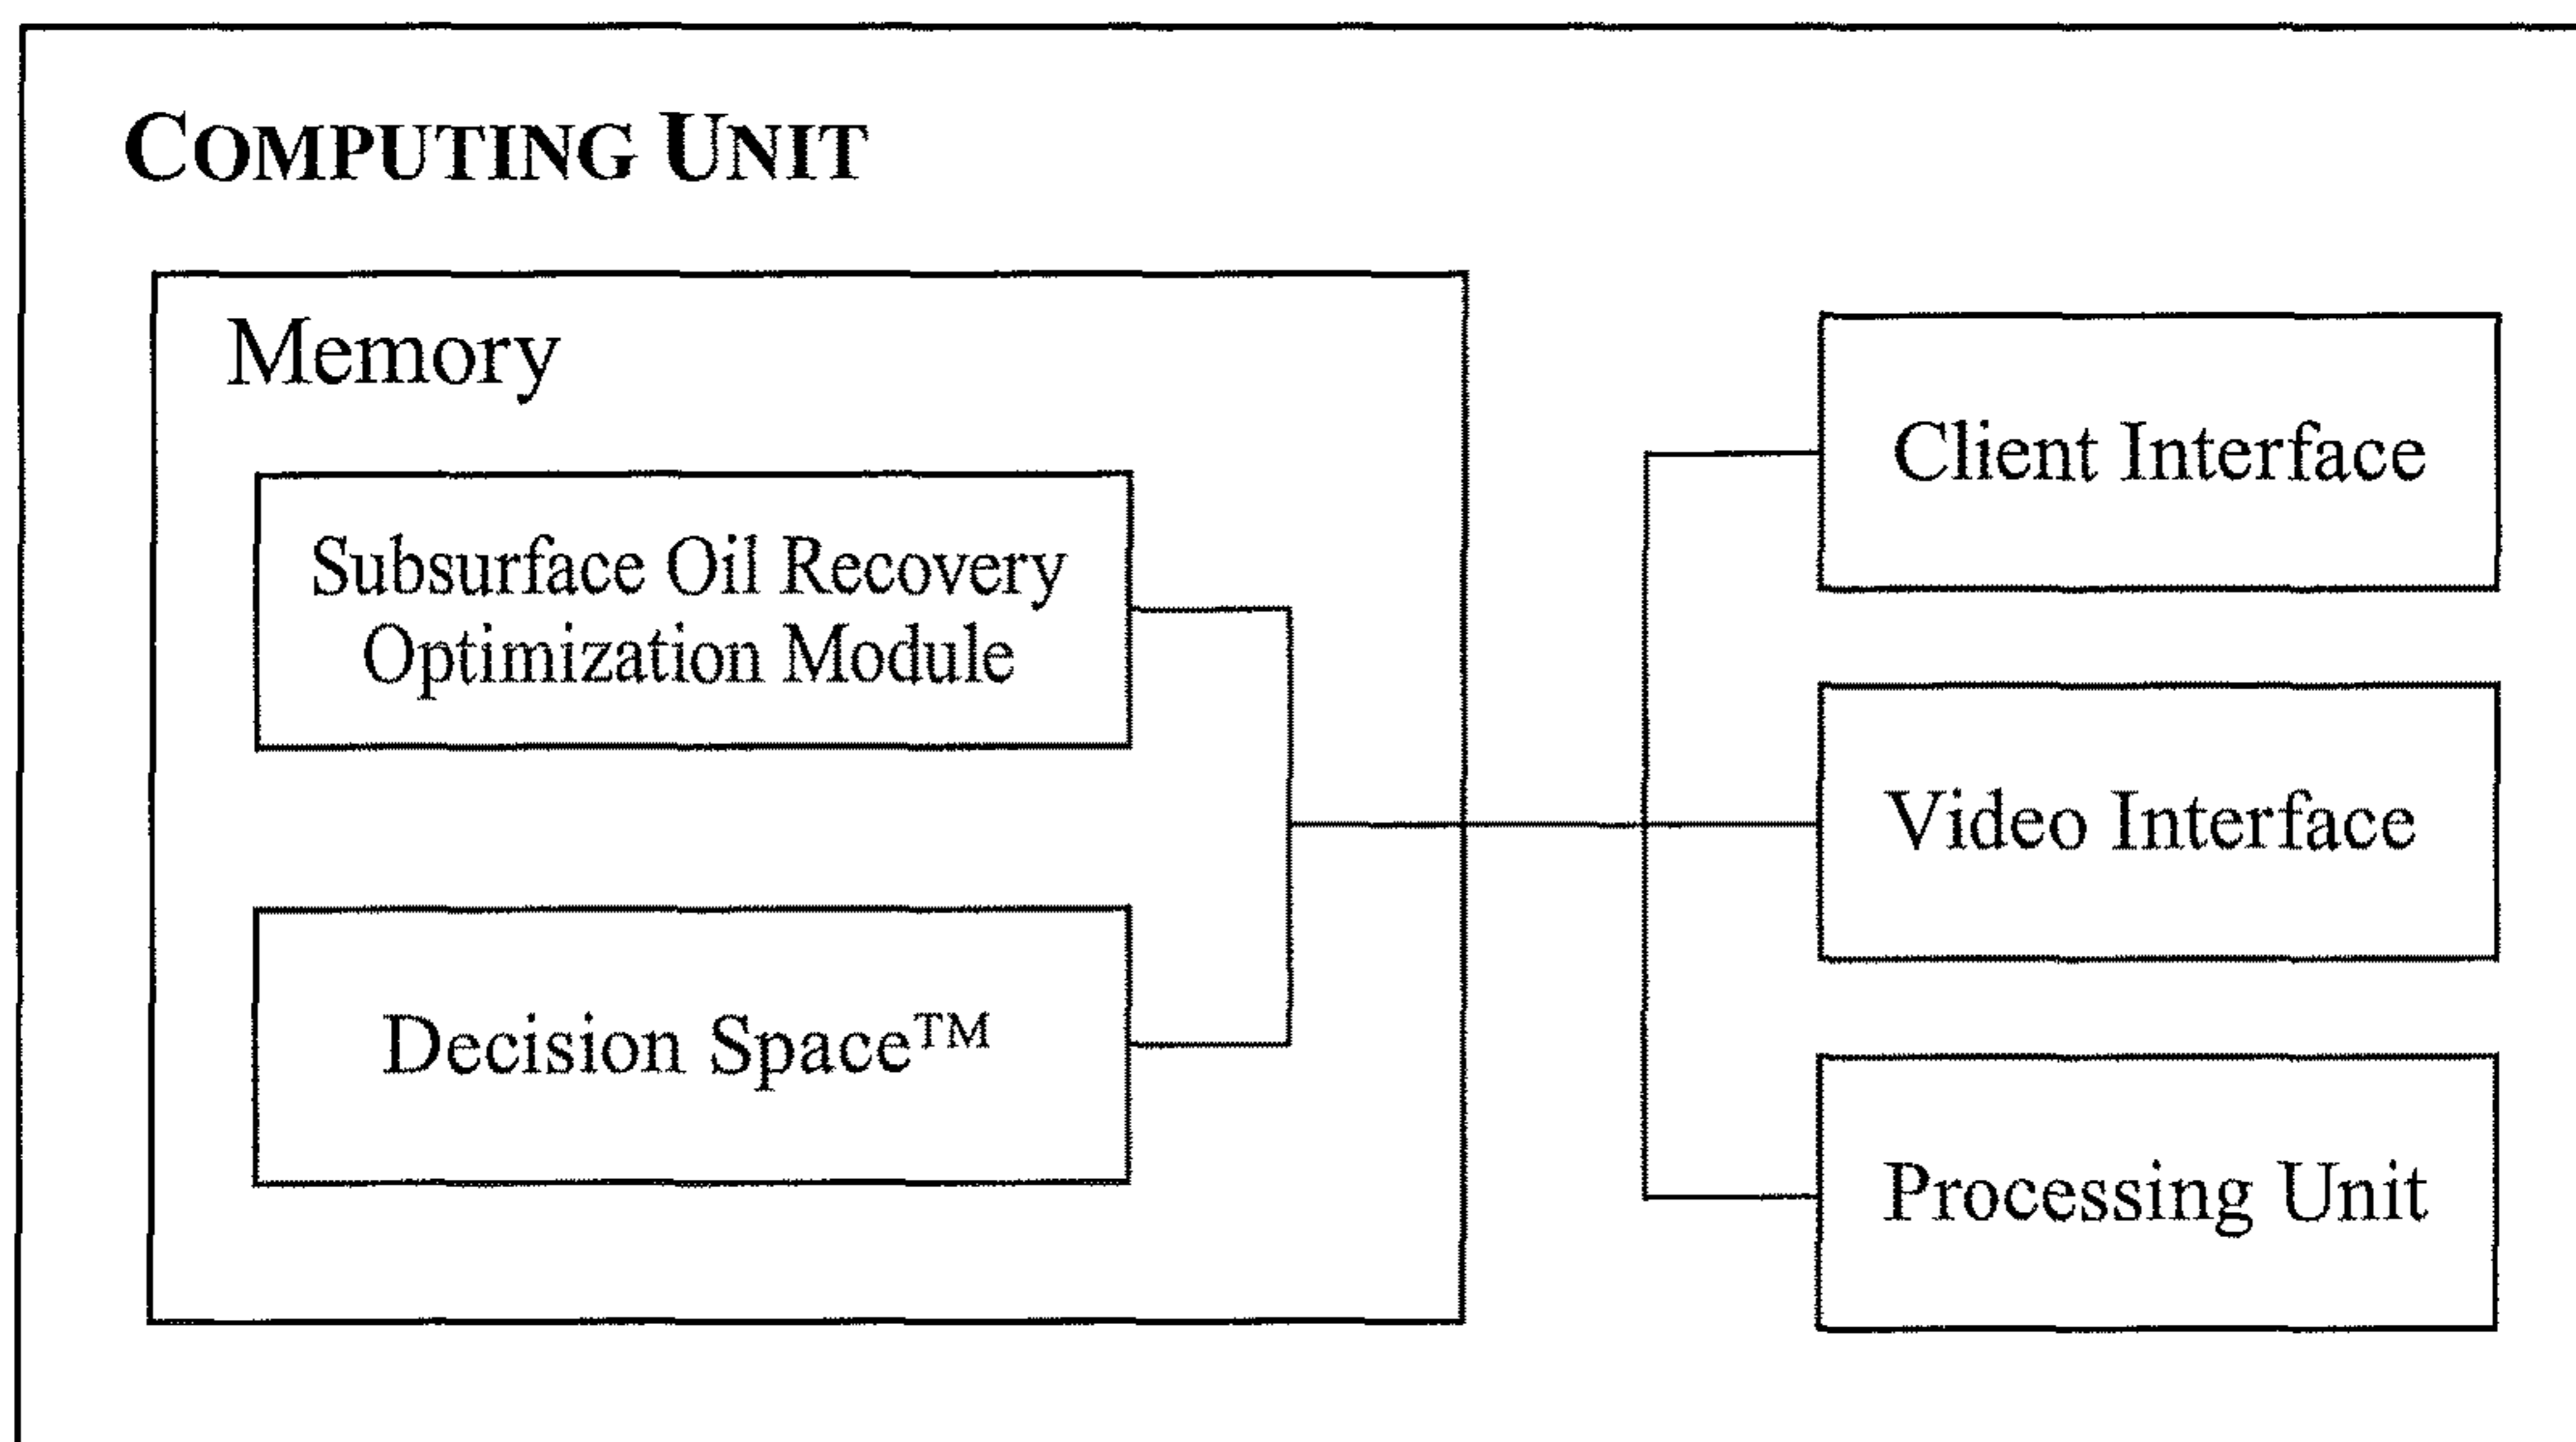 COMPUTING UNIT
Memory
Subsurface Oil Recovery
Optimization Module
Decision Space™
Client Interface
Video Interface
Processing Unit